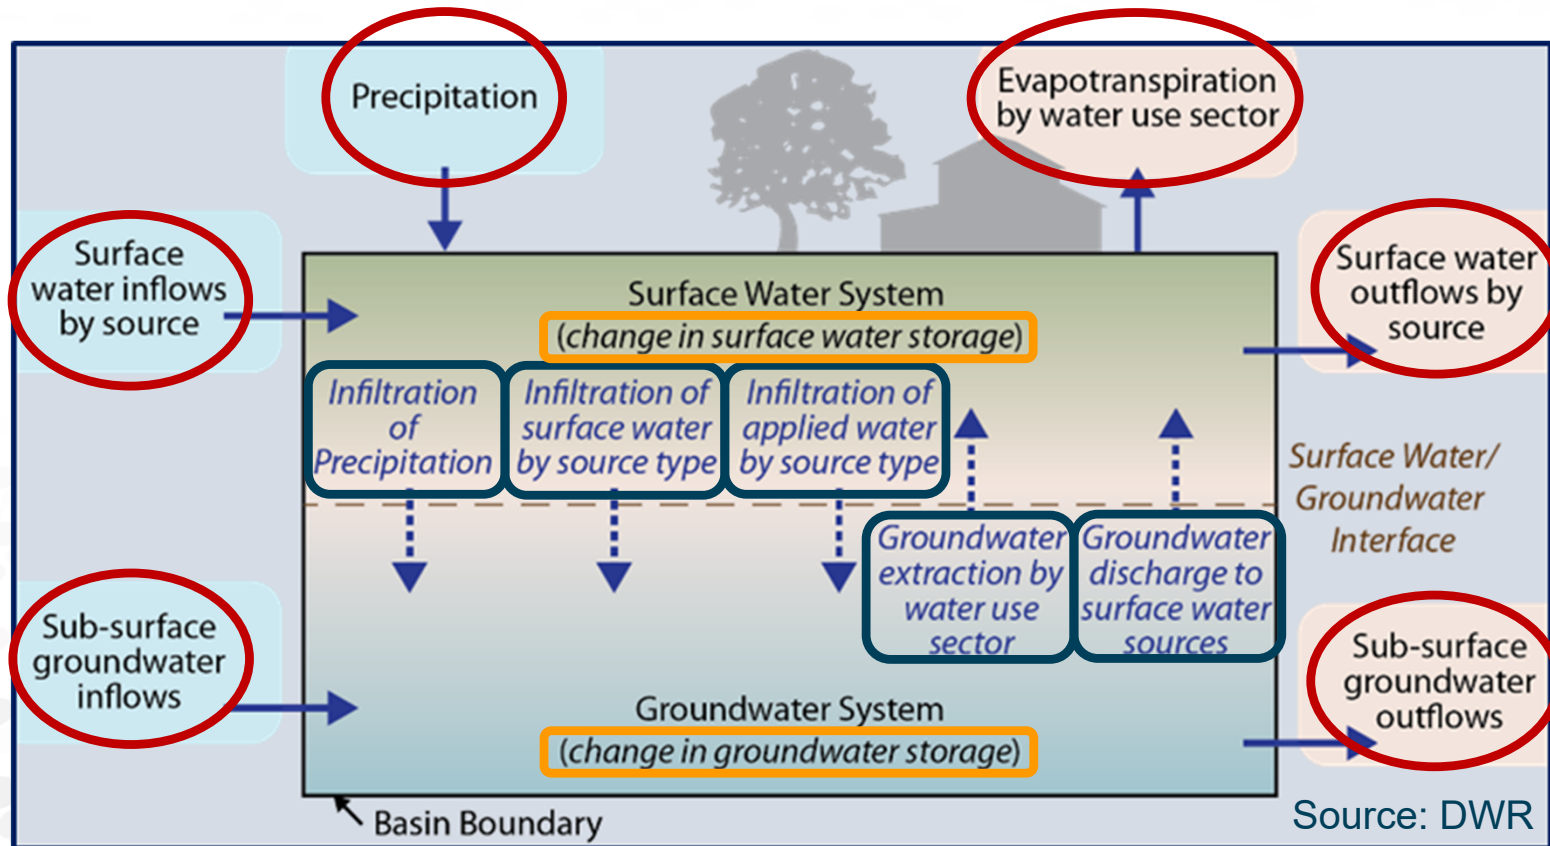 Precipitation
Evapotranspiration
by water use sector
Surface
water inflows
by source
Surface water
outflows by
source
Surface Water System
(change in surface water storage)
Infiltration
of
Precipitation
Infiltration of
surface water
by source type
Infiltration of
applied water
by source type
Surface Water/
Groundwater
Interface
Groundwater
extraction by
water use
sector
Groundwater
discharge to
surface water
sources
Sub-surface
groundwater
inflows
Sub-surface
groundwater
outflows
Groundwater System
(change in groundwater storage)
Basin Boundary
Source: DWR